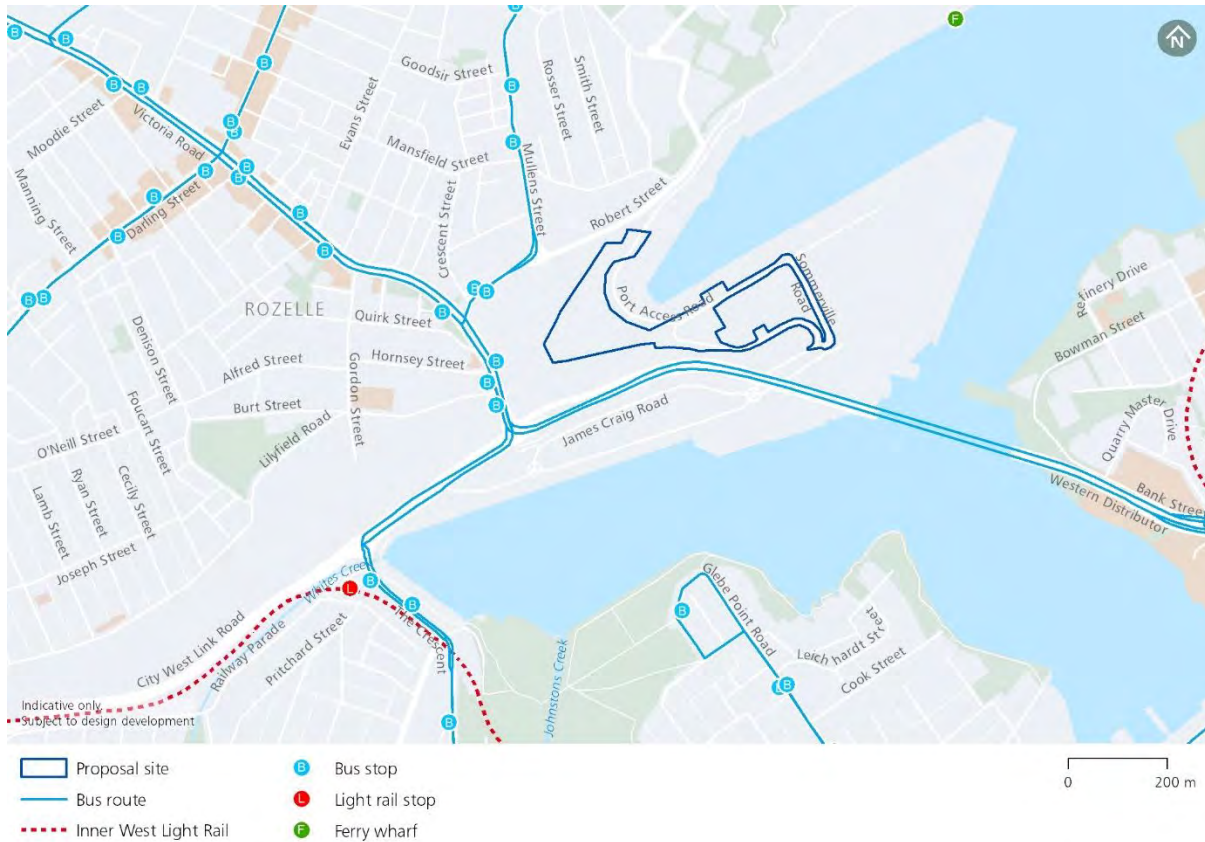 F
N
Goodsir Street
Rosser Street
Smith Street
Evans Street
Moodie Street
Victoria Road
Mansfield Street
Mullens Street
Manning Street
Darling Street
Crescent Street
Robert Street
Port Access Road
Sommerville
Road
Refinery Drive
Bowman Street
ROZELLE
Quirk Street
Denison Street
Alfred Street
Hornsey Street
Gordon Street
Foucart Street
Burt Street
Lilyfield Road
James Craig Road
Quarry Master
Drive
O'Neill Street
Cecily Street
Ryan Street
Lamb Street
Joseph Street
Bank Street
Western Distributor
Whites Creek
L
Glebe Point Road
Leichhardt Street
Cook Street
The Crescent
City West Link Road
Railway Parade
Pritchard Street
Johnstons Creek
Indicative only
Subject to design development
Proposal site
B Bus stop
0 200 m
Bus route
L Light rail stop
Inner West Light Rail
F Ferry wharf